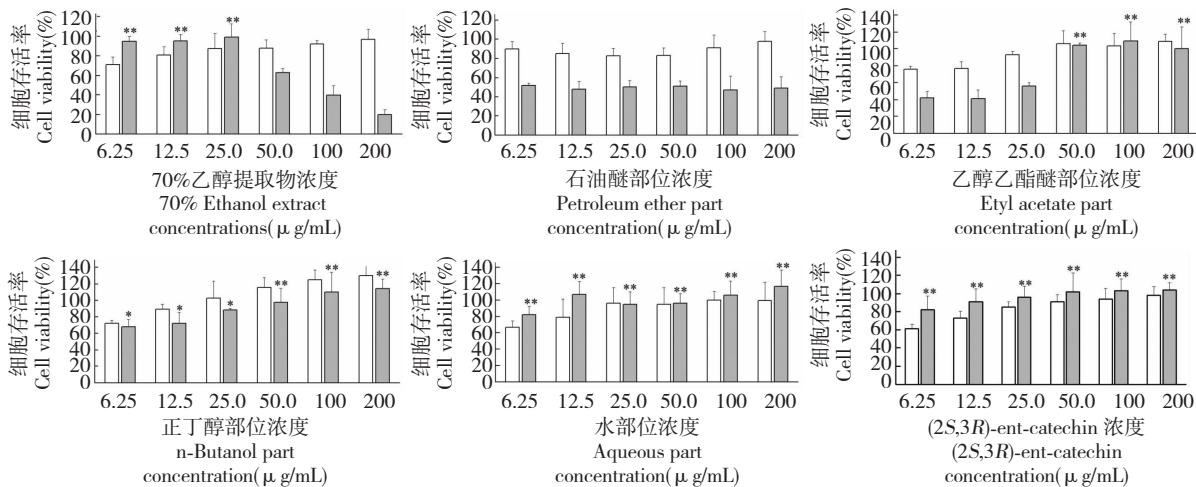 细胞存活率
Cell viability(%)
120
100
80
60
40
20
0
** ** **
6.25 12.5 25.0 50.0 100 200
70%乙醇提取物浓度
70% Ethanol extract
concentrations(μg/mL)
细胞存活率
Cell viability(%)
120
100
80
60
40
20
0
6.25 12.5 25.0 50.0 100 200
石油醚部位浓度
Petroleum ether part
concentration(μg/mL)
细胞存活率
Cell viability(%)
140
120
100
80
60
40
20
0
** ** **
6.25 12.5 25.0 50.0 100 200
乙醇乙酯醚部位浓度
Etyl acetate part
concentration(μg/mL)
细胞存活率
Cell viability(%)
140
120
100
80
60
40
20
0
* * * ** ** **
6.25 12.5 25.0 50.0 100 200
正丁醇部位浓度
n-Butanol part
concentration(μg/mL)
细胞存活率
Cell viability(%)
140
120
100
80
60
40
20
0
** ** ** ** ** **
6.25 12.5 25.0 50.0 100 200
水部位浓度
Aqueous part
concentration(μg/mL)
细胞存活率
Cell viability(%)
140
120
100
80
60
40
20
0
** ** ** ** ** **
6.25 12.5 25.0 50.0 100 200
(2S,3R)-ent-catechin 浓度
(2S,3R)-ent-catechin
concentration(μg/mL)